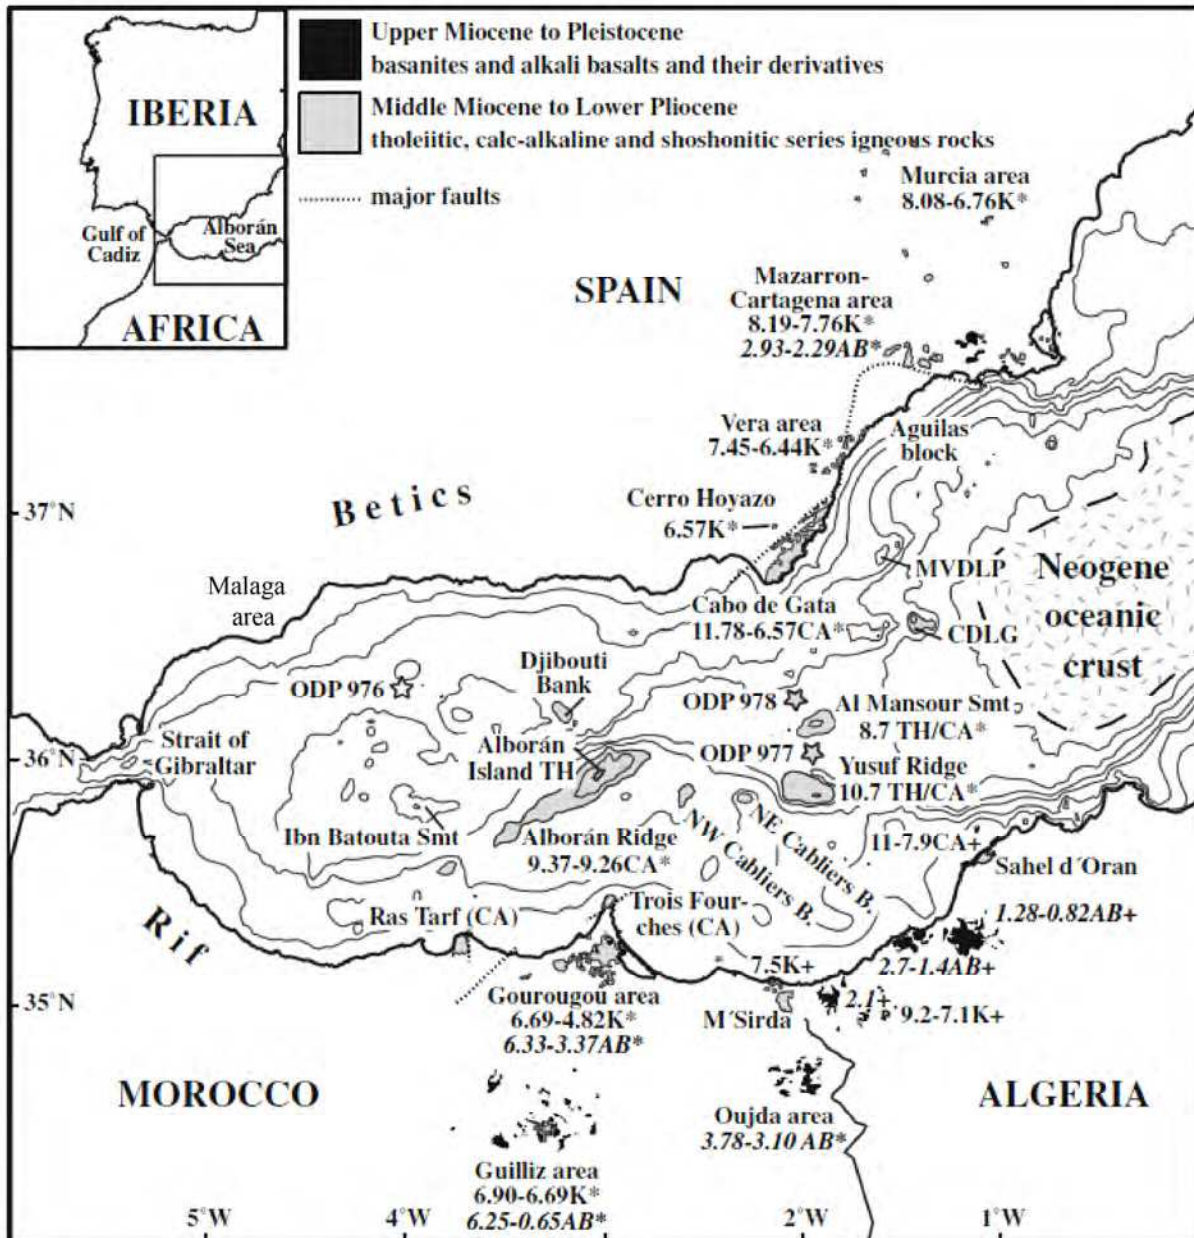 Upper Miocene to Pleistocene
basanites and alkali basalts and their derivatives
Middle Miocene to Lower Pliocene
tholeiitic, calc-alkaline and shoshonitic series igneous rocks
major faults
IBERIA
Gulf of
Cadiz
Alborán
Sea
AFRICA
Murcia area
8.08-6.76K*
SPAIN
Mazarron-
Cartagena area
8.19-7.76K*
2.93-2.29AB*
Vera area
7.45-6.44K*
Aguilas
block
Betics
37°N
Cerro Hoyazo
6.57K*
MVDLP
Neogene
oceanic
crust
Malaga
area
Cabo de Gata
11.78-6.57CA*
CDLG
Djibouti
Bank
ODP 976
ODP 978
Al Mansour Smt
8.7 TH/CA*
Strait of
Gibraltar
36°N
Alborán
Island TH
ODP 977
Yusuf Ridge
10.7 TH/CA*
Ibn Batouta Smt
Alborán Ridge
9.37-9.26CA*
NW Cabliers B.
NE Cabliers B.
11-7.9CA+
Sahel d´Oran
Rif
Ras Tarf (CA)
Trois Four-
ches (CA)
1.28-0.82AB+
2.7-1.4AB+
7.5K+
35°N
Gourougou area
6.69-4.82K*
6.33-3.37AB*
M´Sirda
2.1+
9.2-7.1K+
MOROCCO
ALGERIA
Oujda area
3.78-3.10 AB*
Guilliz area
6.90-6.69K*
6.25-0.65AB*
5°W
4°W
2°W
1°W